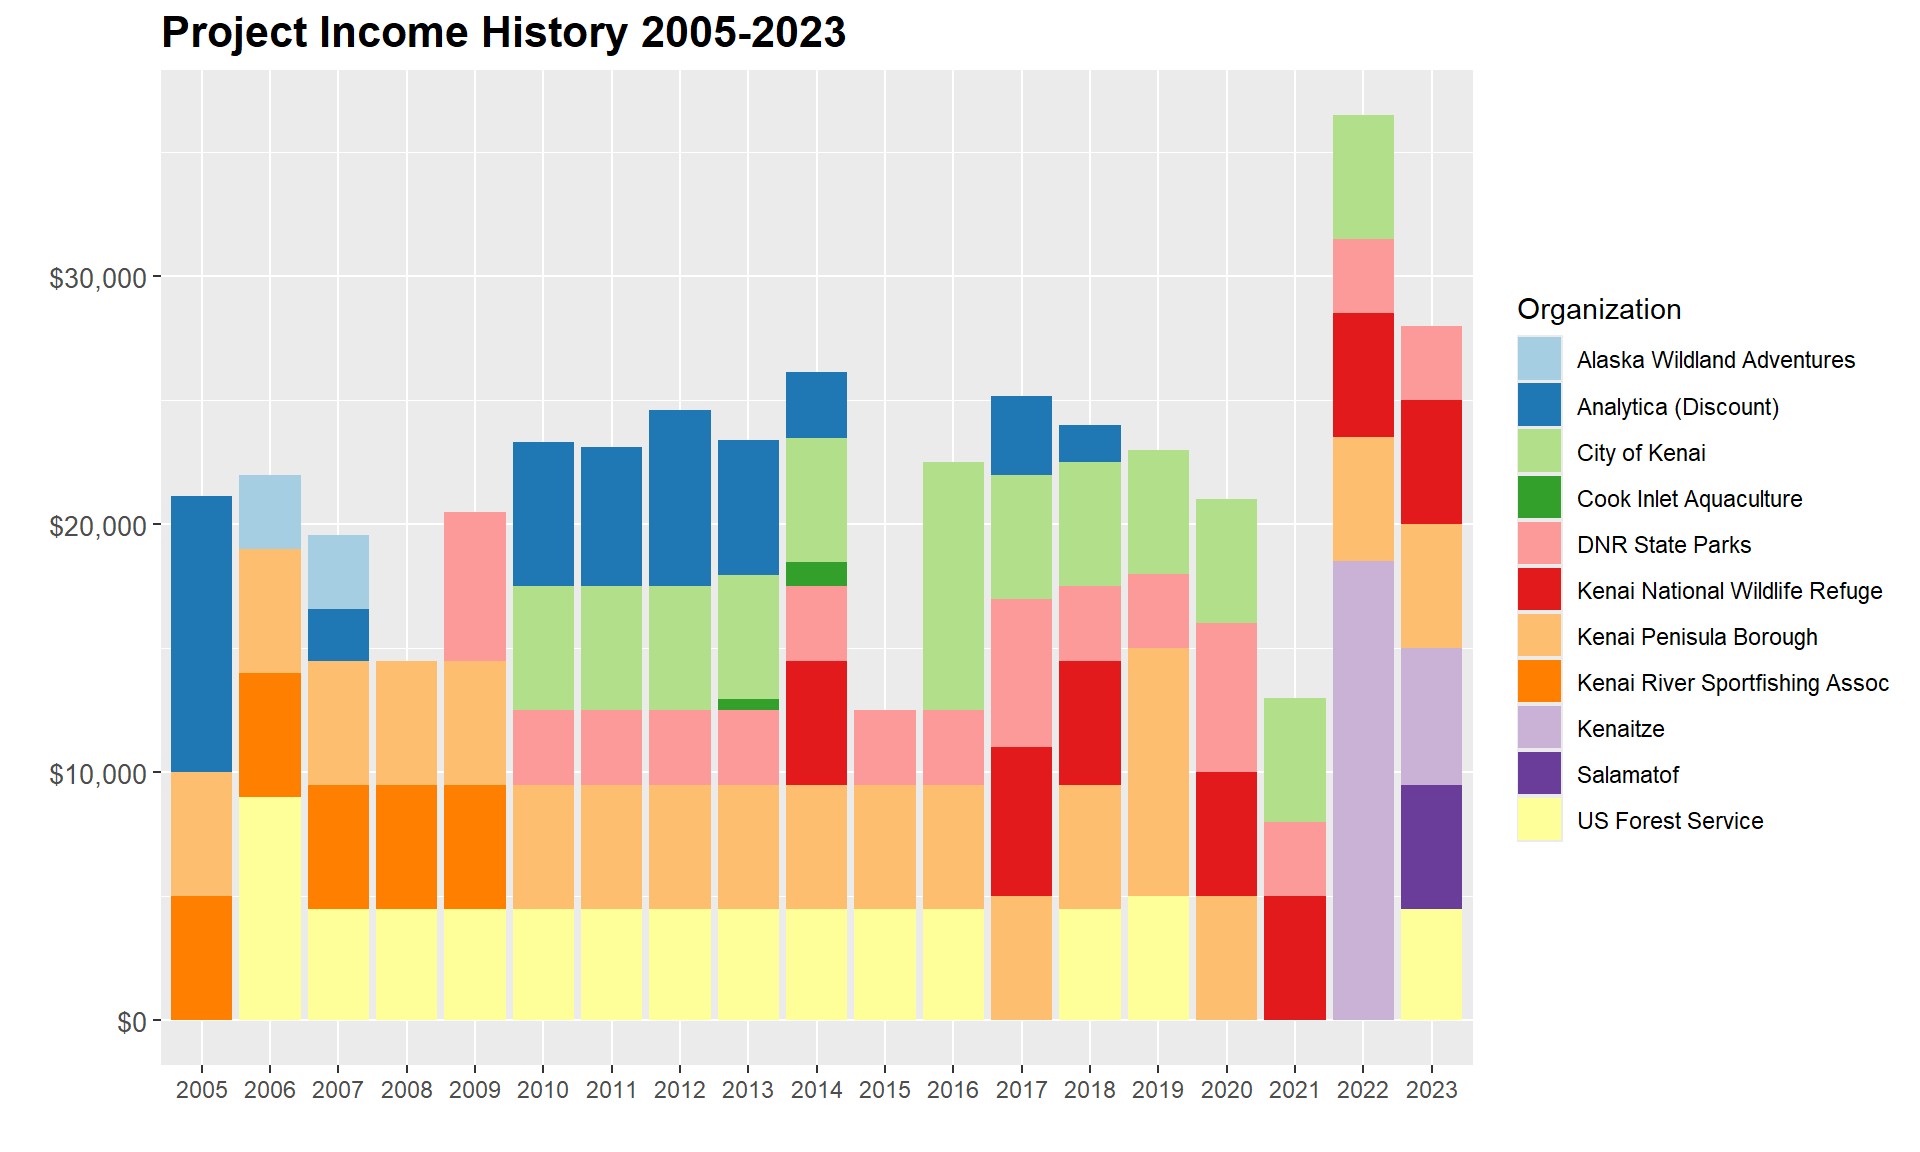 Project Income History 2005-2023
$30,000
$20,000
$10,000
$0
2005 2006 2007 2008 2009 2010 2011 2012 2013 2014 2015 2016 2017 2018 2019 2020 2021 2022 2023
Organization
Alaska Wildland Adventures
Analytica (Discount)
City of Kenai
Cook Inlet Aquaculture
DNR State Parks
Kenai National Wildlife Refuge
Kenai Penisula Borough
Kenai River Sportfishing Assoc
Kenaitze
Salamatof
US Forest Service